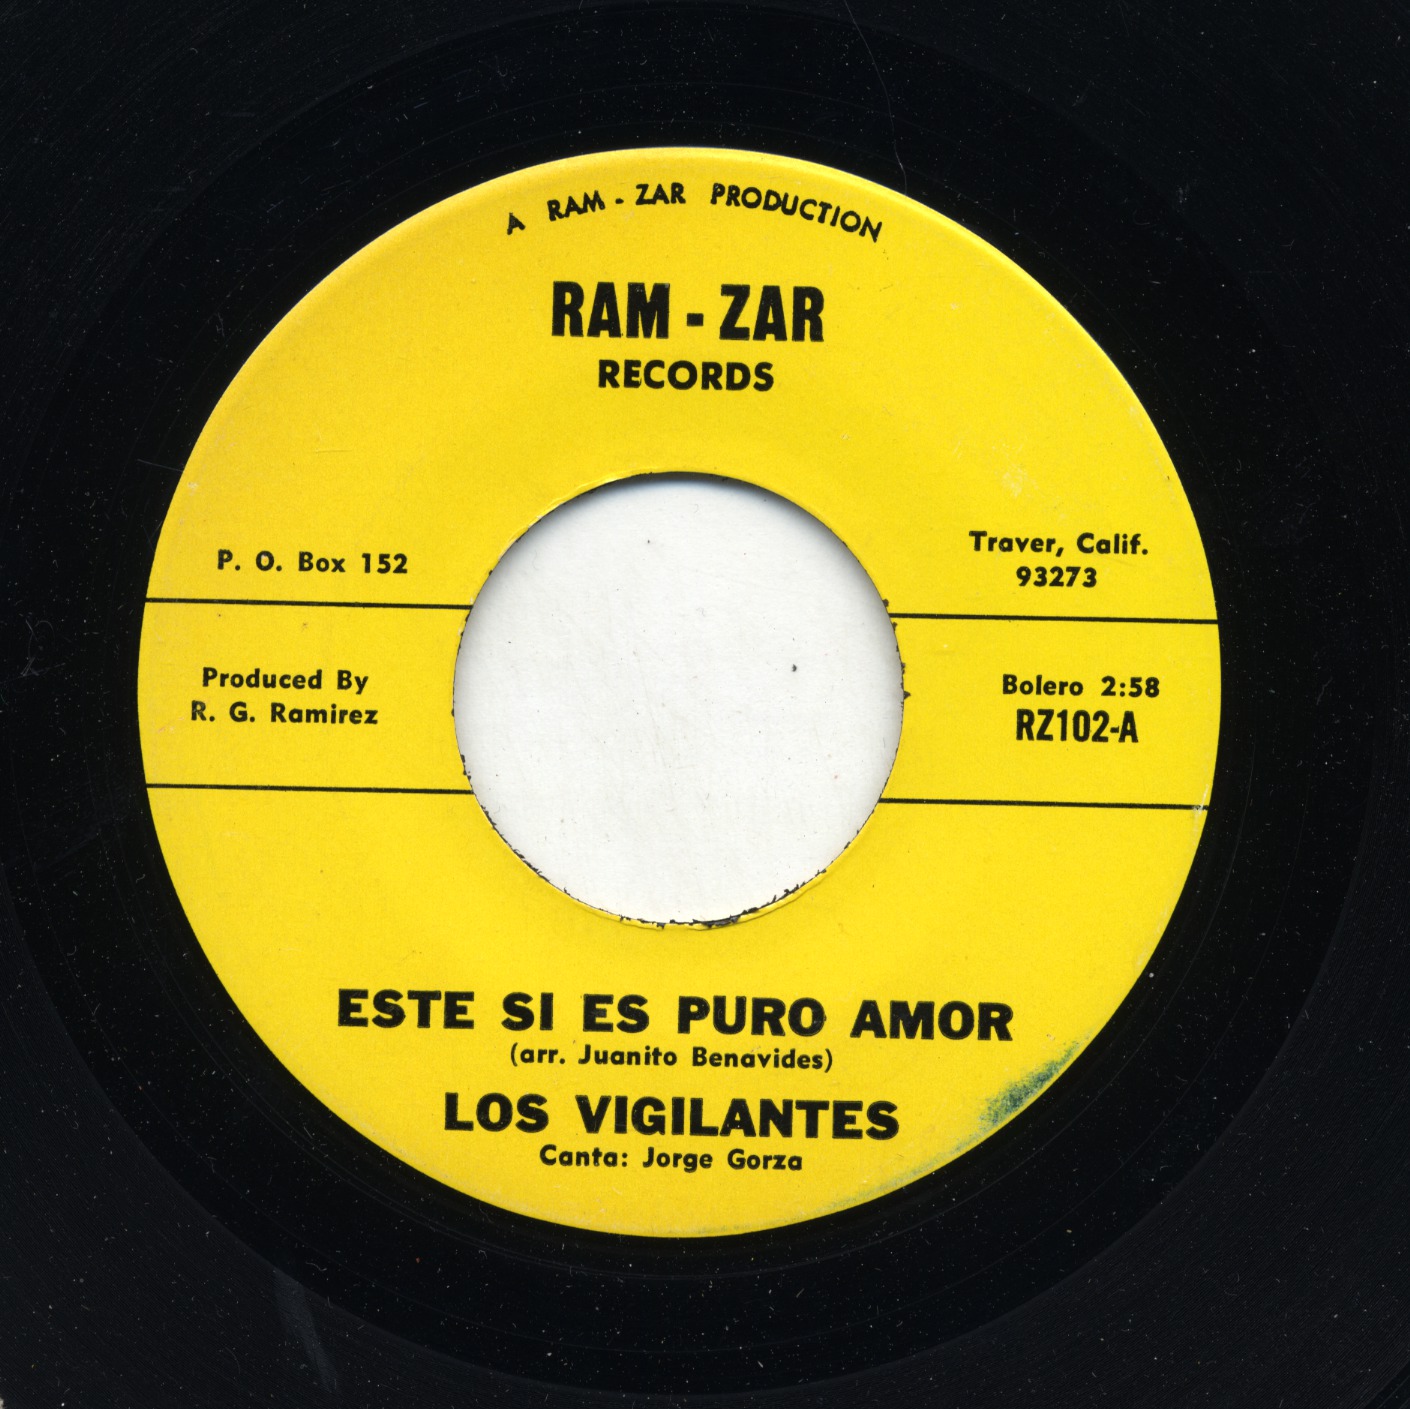 A RAM - ZAR PRODUCTION
RAM - ZAR
RECORDS
P. O. Box 152
Traver, Calif.
93273
Produced By
R. G. Ramirez
Bolero 2:58
RZ102-A
ESTE SI ES PURO AMOR
(arr. Juanito Benavides)
LOS VIGILANTES
Canta: Jorge Gorza